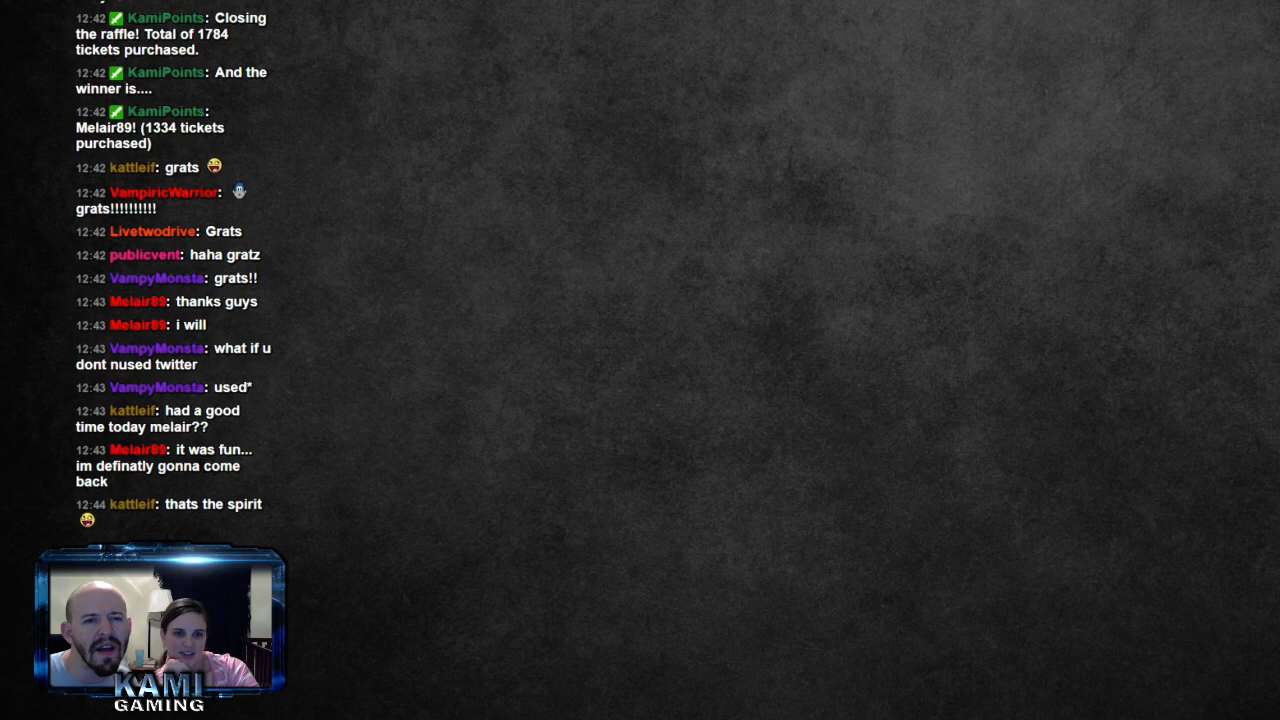 12:42 KamiPoints: Closing
the raffle! Total of 1784
tickets purchased.
12:42 KamiPoints: And the
winner is....
12:42 KamiPoints:
Melair89! (1334 tickets
purchased)
12:42 kattleif: grats
12:42 VampiricWarrior:
grats!!!!!!!!!!
12:42 Livetwodrive: Grats
12:42 publicvent: haha gratz
12:42 VampyMonsta: grats!!
12:43 Melair89: thanks guys
12:43 Melair89: i will
12:43 VampyMonsta: what if u
dont nused twitter
12:43 VampyMonsta: used*
12:43 kattleif: had a good
time today melair??
12:43 Melair89: it was fun...
im definatly gonna come
back
12:44 kattleif: thats the spirit
KAMI
GAMING